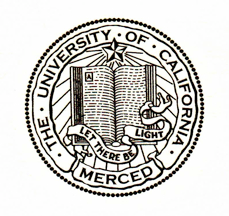 · THE · UNIVERSITY · OF · CALIFORNIA ·
A
LET THERE BE
LIGHT
MERCED